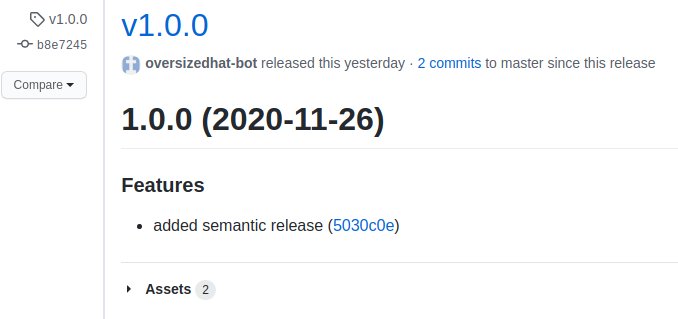 v1.0.0
b8e7245
Compare
v1.0.0
oversizedhat-bot released this yesterday · 2 commits to master since this release
1.0.0 (2020-11-26)
Features
• added semantic release (5030c0e)
Assets 2